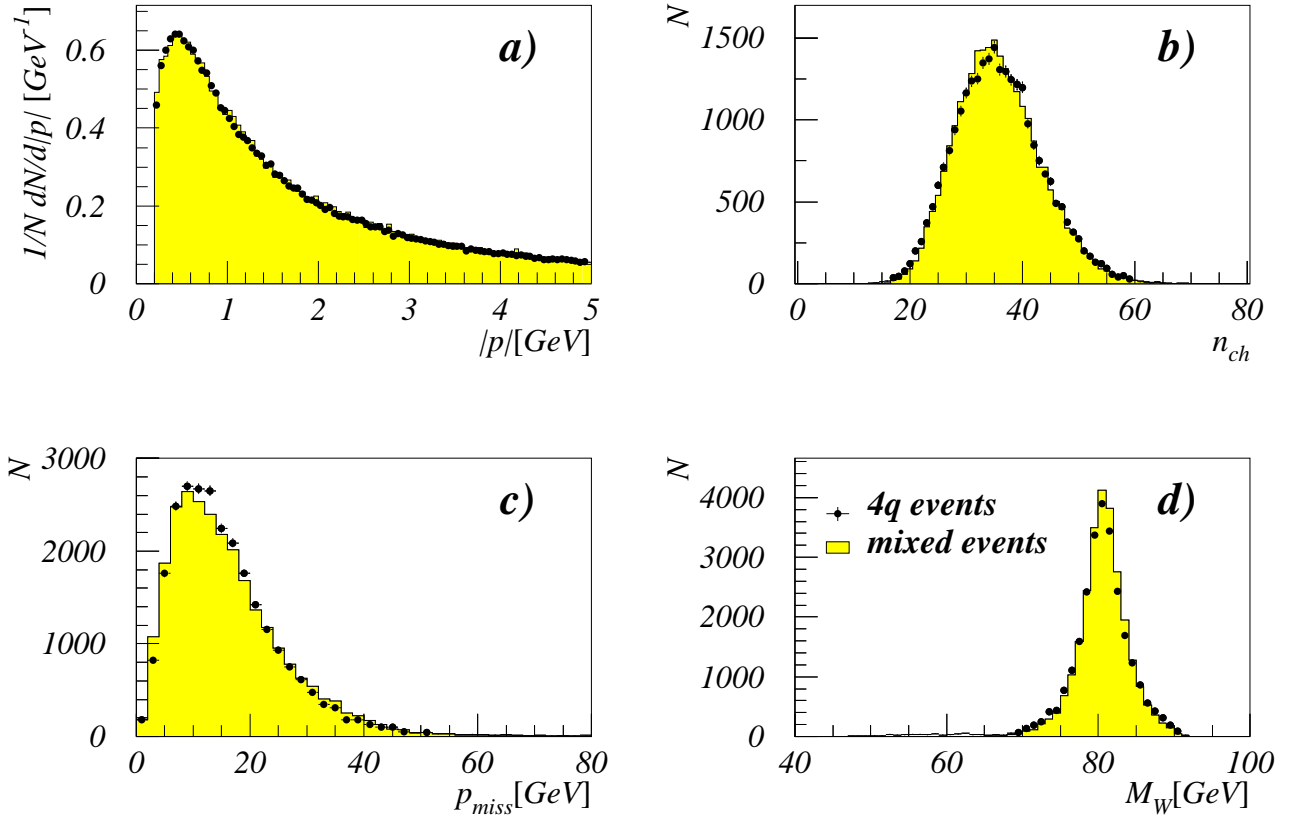 1/N dN/d|p| [GeV⁻¹]
0.6
0.4
0.2
0
a)
0 1 2 3 4 5
|p|[GeV]
N
1500
1000
500
0
b)
0 20 40 60 80
n_ch
N
3000
2000
1000
0
c)
0 20 40 60 80
p_miss[GeV]
N
4000
3000
2000
1000
0
d)
4q events
mixed events
40 60 80 100
M_W[GeV]